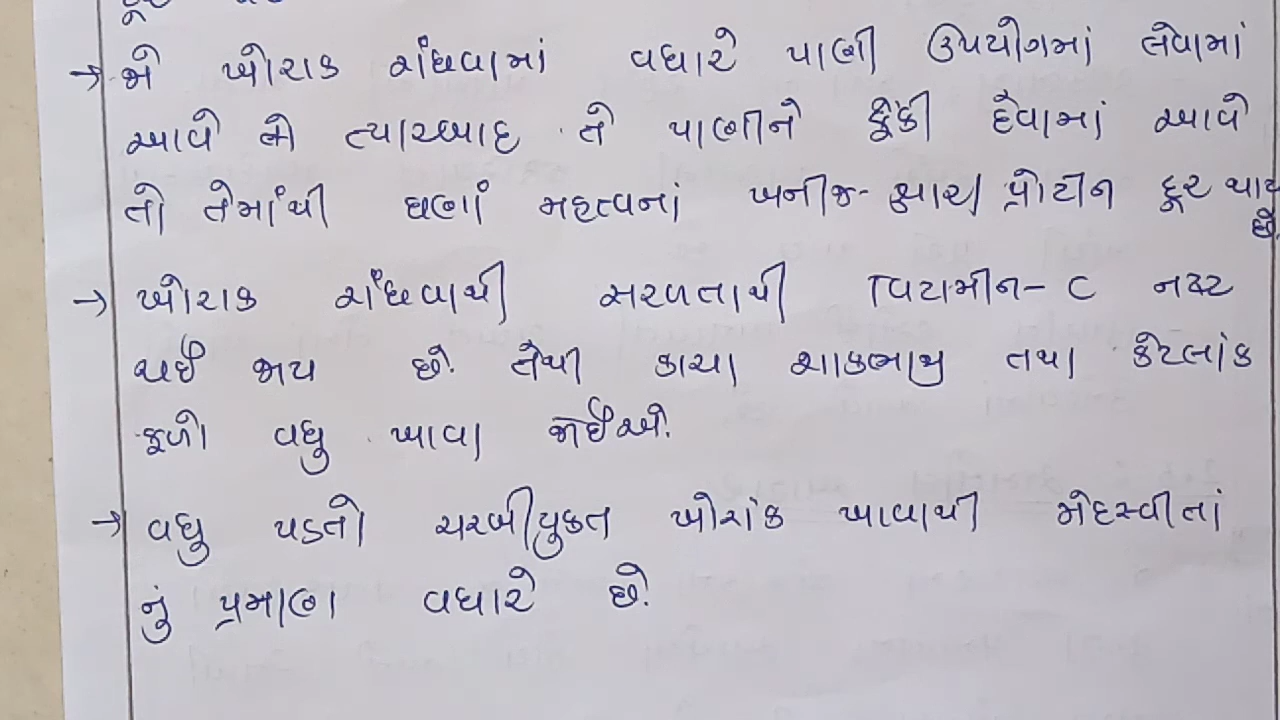 → જો ખોરાક રાંધવામાં વધારે પાણી ઉપયોગમાં લેવામાં
આવે ત્યારબાદ તે પાણીને ફેંકી દેવામાં આવે
તો તેમાંથી ઘણાં મહત્વનાં ખનીજ-ક્ષાર પ્રોટીન દૂર થાય
છે.
→ ખોરાક રાંધવાથી સરળતાથી વિટામીન-C નષ્ટ
થઈ જાય છે. તેથી કાચા શાકભાજી તથા કેટલાંક
ફળો વધુ ખાવા જોઈએ.
→ વધુ પડતો ચરબીયુકત ખોરાંક ખાવાથી મેદસ્વીતાં
નું પ્રમાણ વધારે છે.